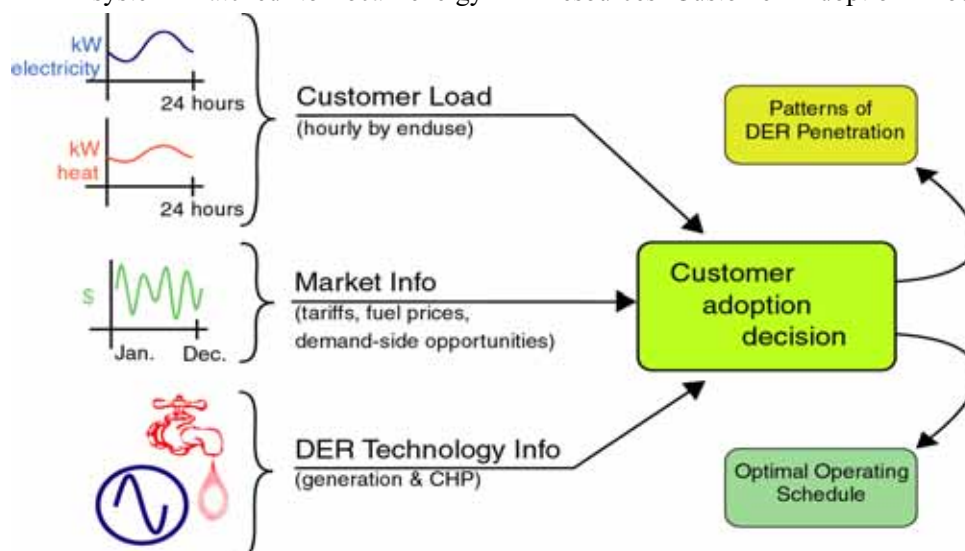 kW
electricity
24 hours
kW
heat
24 hours
Customer Load
(hourly by enduse)
$
Jan. Dec.
Market Info
(tariffs, fuel prices,
demand-side opportunities)
DER Technology Info
(generation & CHP)
Customer
adoption
decision
Patterns of
DER Penetration
Optimal Operating
Schedule